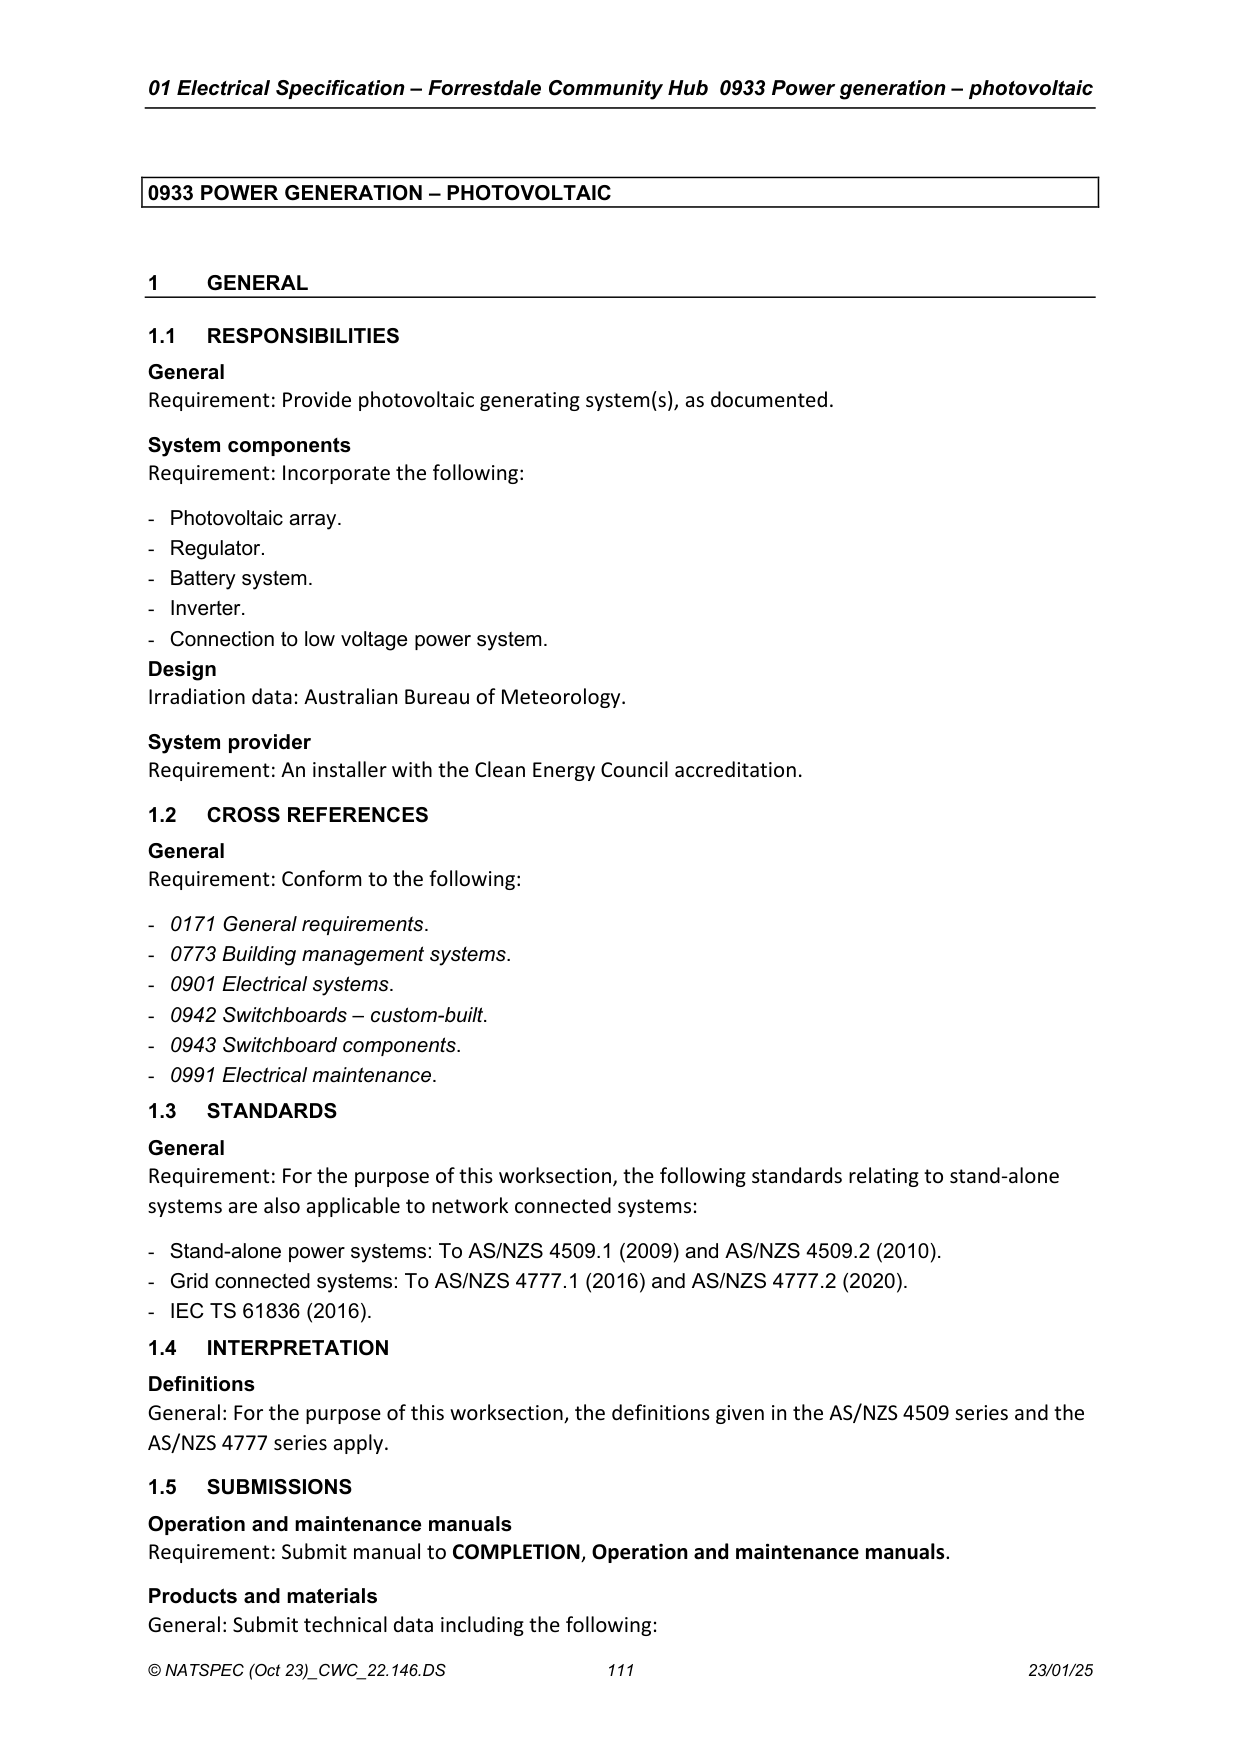 01 Electrical Specification – Forrestdale Community Hub 0933 Power generation – photovoltaic
0933 POWER GENERATION – PHOTOVOLTAIC
1 GENERAL
1.1 RESPONSIBILITIES
General
Requirement: Provide photovoltaic generating system(s), as documented.
System components
Requirement: Incorporate the following:
- Photovoltaic array.
- Regulator.
- Battery system.
- Inverter.
- Connection to low voltage power system.
Design
Irradiation data: Australian Bureau of Meteorology.
System provider
Requirement: An installer with the Clean Energy Council accreditation.
1.2 CROSS REFERENCES
General
Requirement: Conform to the following:
- 0171 General requirements.
- 0773 Building management systems.
- 0901 Electrical systems.
- 0942 Switchboards – custom-built.
- 0943 Switchboard components.
- 0991 Electrical maintenance.
1.3 STANDARDS
General
Requirement: For the purpose of this worksection, the following standards relating to stand-alone
systems are also applicable to network connected systems:
- Stand-alone power systems: To AS/NZS 4509.1 (2009) and AS/NZS 4509.2 (2010).
- Grid connected systems: To AS/NZS 4777.1 (2016) and AS/NZS 4777.2 (2020).
- IEC TS 61836 (2016).
1.4 INTERPRETATION
Definitions
General: For the purpose of this worksection, the definitions given in the AS/NZS 4509 series and the
AS/NZS 4777 series apply.
1.5 SUBMISSIONS
Operation and maintenance manuals
Requirement: Submit manual to COMPLETION, Operation and maintenance manuals.
Products and materials
General: Submit technical data including the following:
© NATSPEC (Oct 23)_CWC_22.146.DS 111 23/01/25